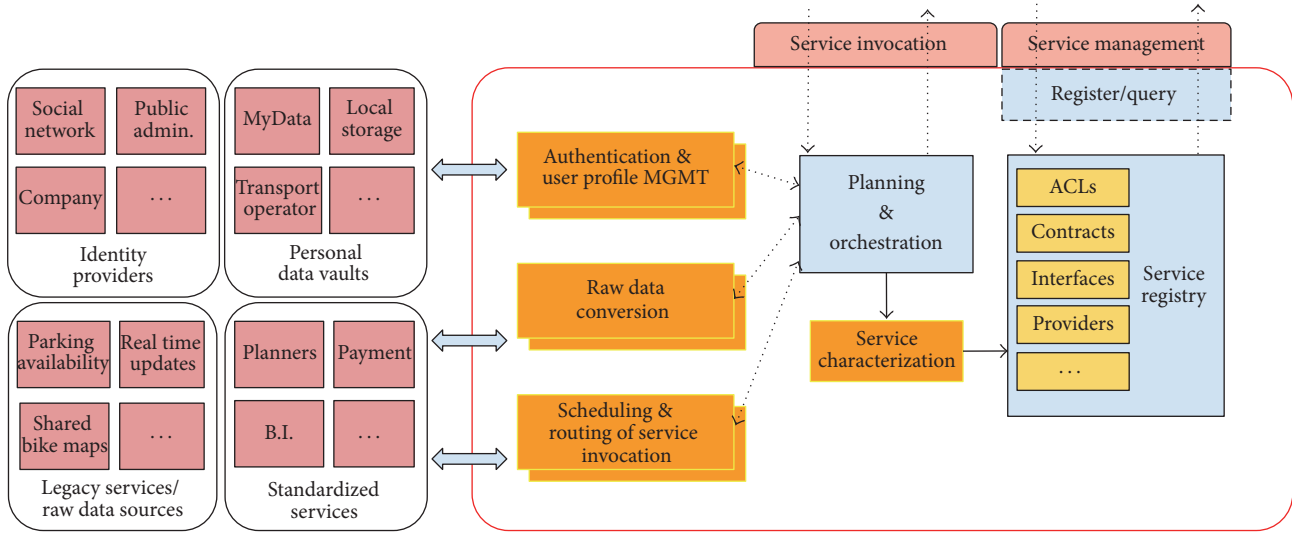 Service invocation
Service management
Register/query
Social
network
Public
admin.
Company
...
Identity
providers
MyData
Local
storage
Transport
operator
...
Personal
data vaults
Parking
availability
Real time
updates
Shared
bike maps
...
Legacy services/
raw data sources
Planners
Payment
B.I.
...
Standardized
services
Authentication &
user profile MGMT
Raw data
conversion
Scheduling &
routing of service
invocation
Planning
&
orchestration
Service
characterization
ACLs
Contracts
Interfaces
Providers
...
Service
registry